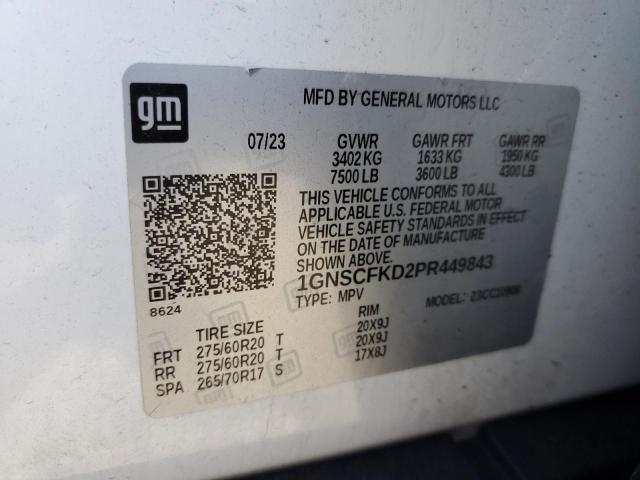 gm
MFD BY GENERAL MOTORS LLC
07/23 GVWR GAWR FRT GAWR RR
3402 KG 1633 KG 1950 KG
7500 LB 3600 LB 4300 LB
THIS VEHICLE CONFORMS TO ALL
APPLICABLE U.S. FEDERAL MOTOR
VEHICLE SAFETY STANDARDS IN EFFECT
ON THE DATE OF MANUFACTURE
SHOWN ABOVE.
1GNSCFKD2PR449843
TYPE: MPV MODEL:
8624
TIRE SIZE RIM
FRT 275/60R20 T 20X9J
RR 275/60R20 T 20X9J
SPA 265/70R17 S 17X8J